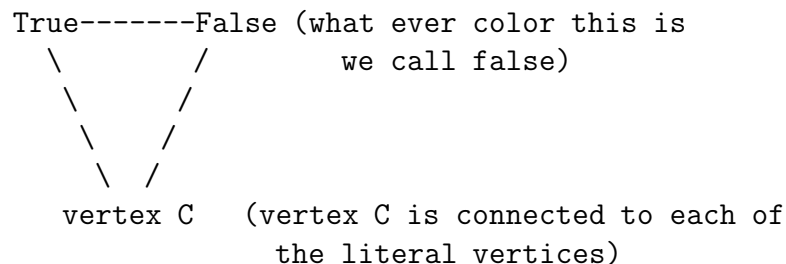 True-------False (what ever color this is
\ / we call false)
\ /
\ /
\ /
vertex C (vertex C is connected to each of
the literal vertices)